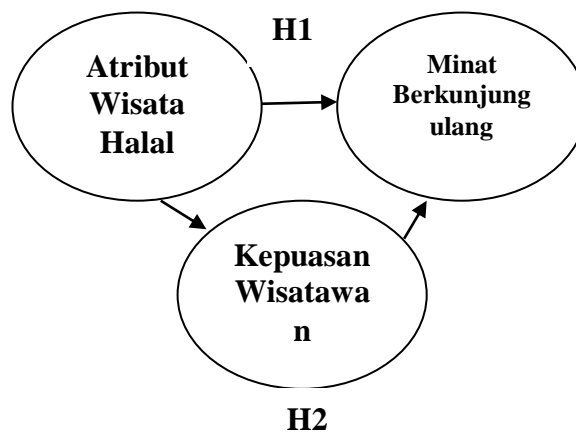 H1
Atribut
Wisata
Halal
Minat
Berkunjung
ulang
Kepuasan
Wisatawa
n
H2